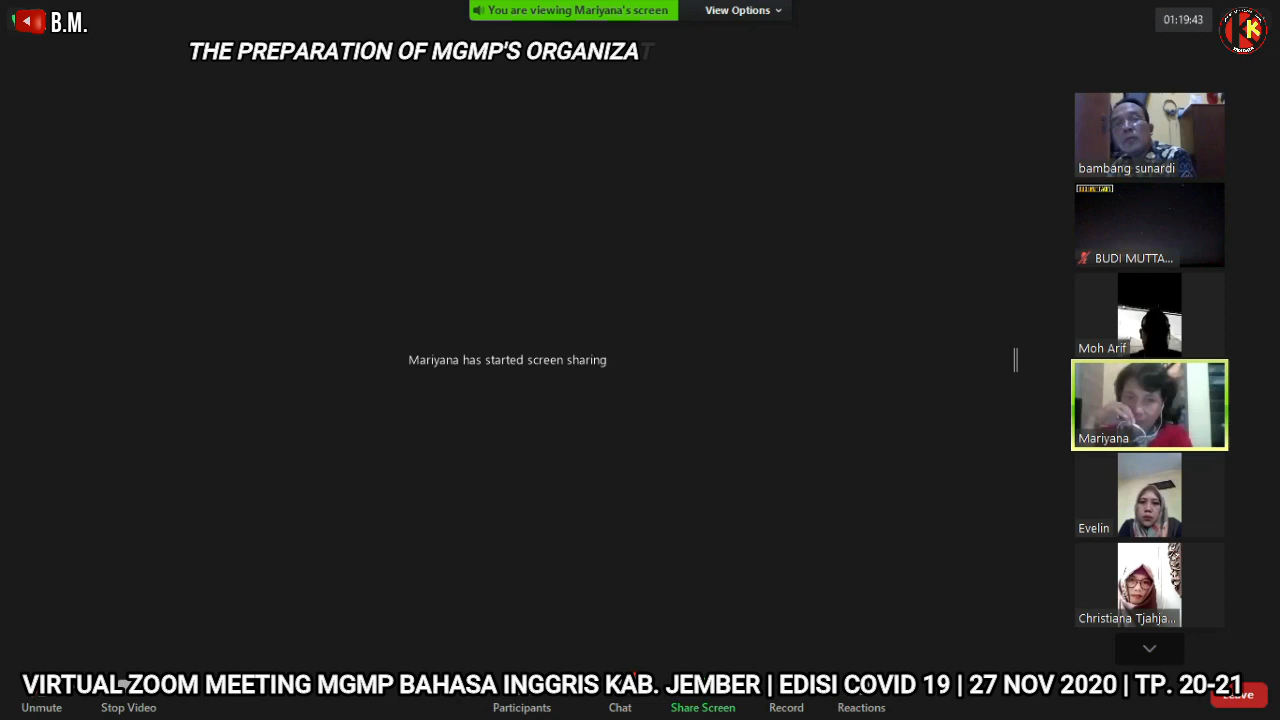 You are viewing Mariyana's screen
View Options
01:19:43
B.M.
THE PREPARATION OF MGMP'S ORGANIZAT
bambang sunardi
BUDI MUTTA...
Moh Arif
Mariyana has started screen sharing
Mariyana
Evelin
Christiana Tjahja...
VIRTUAL ZOOM MEETING MGMP BAHASA INGGRIS KAB. JEMBER | EDISI COVID 19 | 27 NOV 2020 | TP. 20-21
Leave
Unmute
Stop Video
Participants
Chat
Share Screen
Record
Reactions